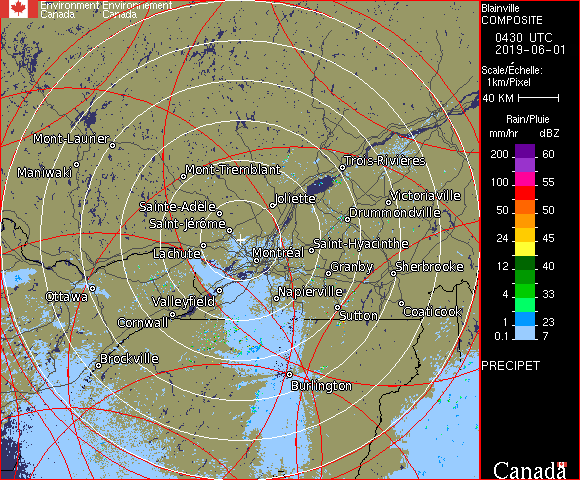 Environment Environnement
Canada Canada
Blainville
COMPOSITE
0430 UTC
2019-06-01
Scale/Échelle:
1km/Pixel
40 KM
Rain/Pluie
mm/hr dBZ
200 60
100 55
50 50
24 45
12 40
4 33
1 23
0.1 7
PRECIPET
Canada
Mont-Laurier
Maniwaki
Mont-Tremblant
Trois-Rivières
Sainte-Adèle
Joliette
Victoriaville
Saint-Jérôme
Drummondville
Lachute
Montréal
Saint-Hyacinthe
Granby
Sherbrooke
Ottawa
Valleyfield
Napierville
Cornwall
Sutton
Coaticook
Brockville
Burlington